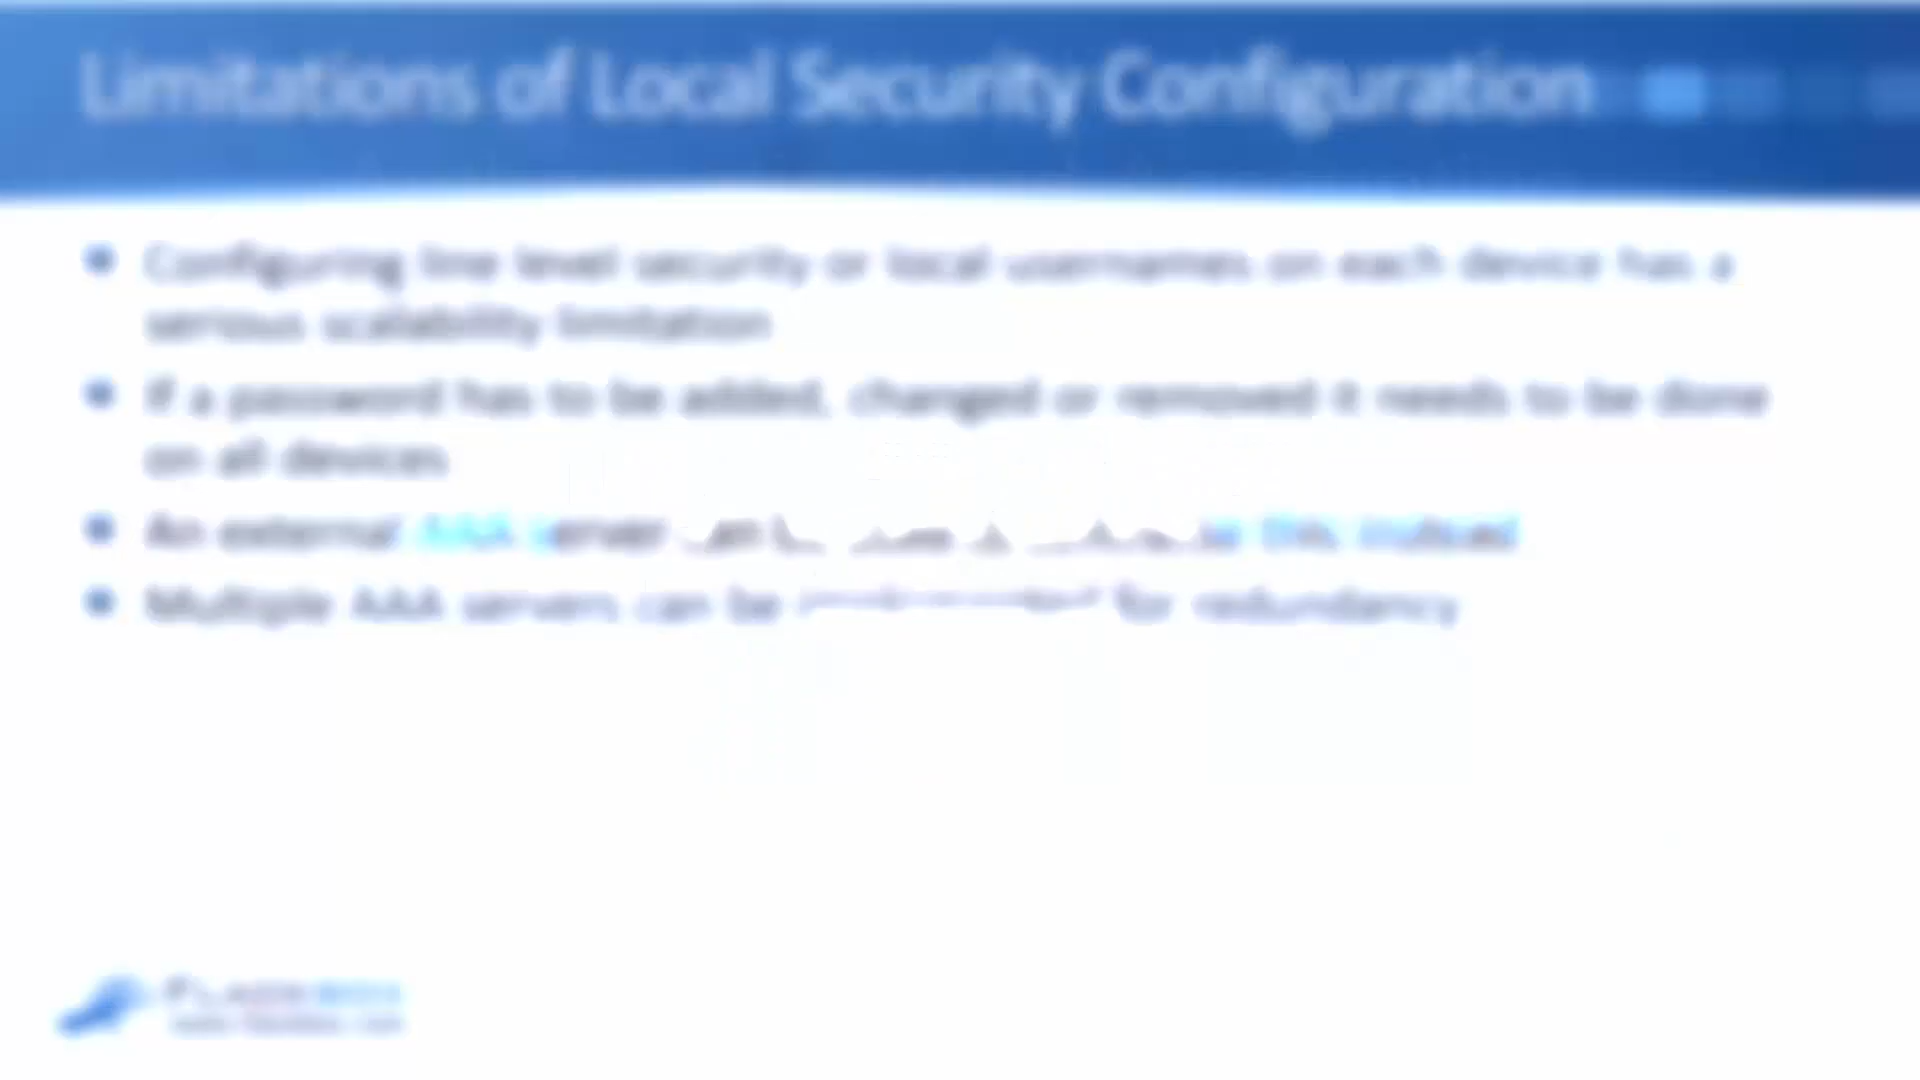 Limitations of Local Security Configuration
Configuring line level security or local usernames on each device has a
serious scalability limitation
If a password has to be added, changed or removed it needs to be done
on all devices
An external AAA server can this instead
Multiple AAA servers can be for redundancy